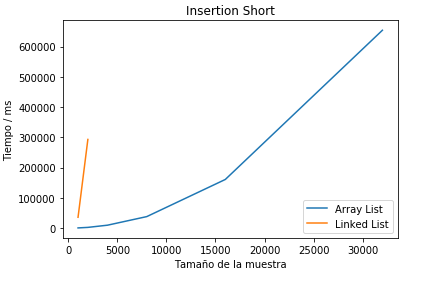 Insertion Short
600000
500000
400000
300000
200000
100000
0
Tiempo / ms
0 5000 10000 15000 20000 25000 30000
Tamaño de la muestra
Array List
Linked List